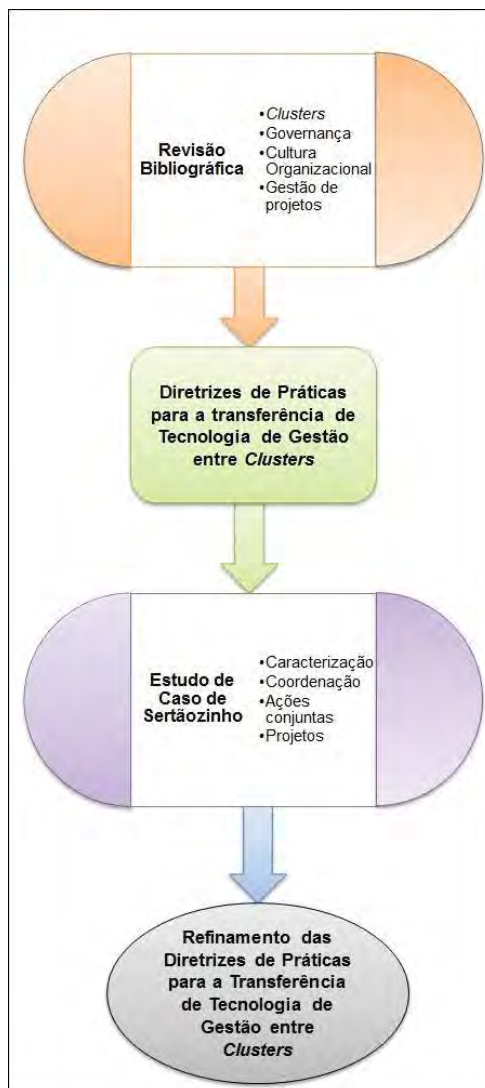 Revisão
Bibliográfica
•Clusters
•Governança
•Cultura
Organizacional
•Gestão de
projetos
Diretrizes de Práticas
para a transferência de
Tecnologia de Gestão
entre Clusters
Estudo de
Caso de
Sertãozinho
•Caracterização
•Coordenação
•Ações
conjuntas
•Projetos
Refinamento das
Diretrizes de Práticas
para a Transferência
de Tecnologia de
Gestão entre
Clusters